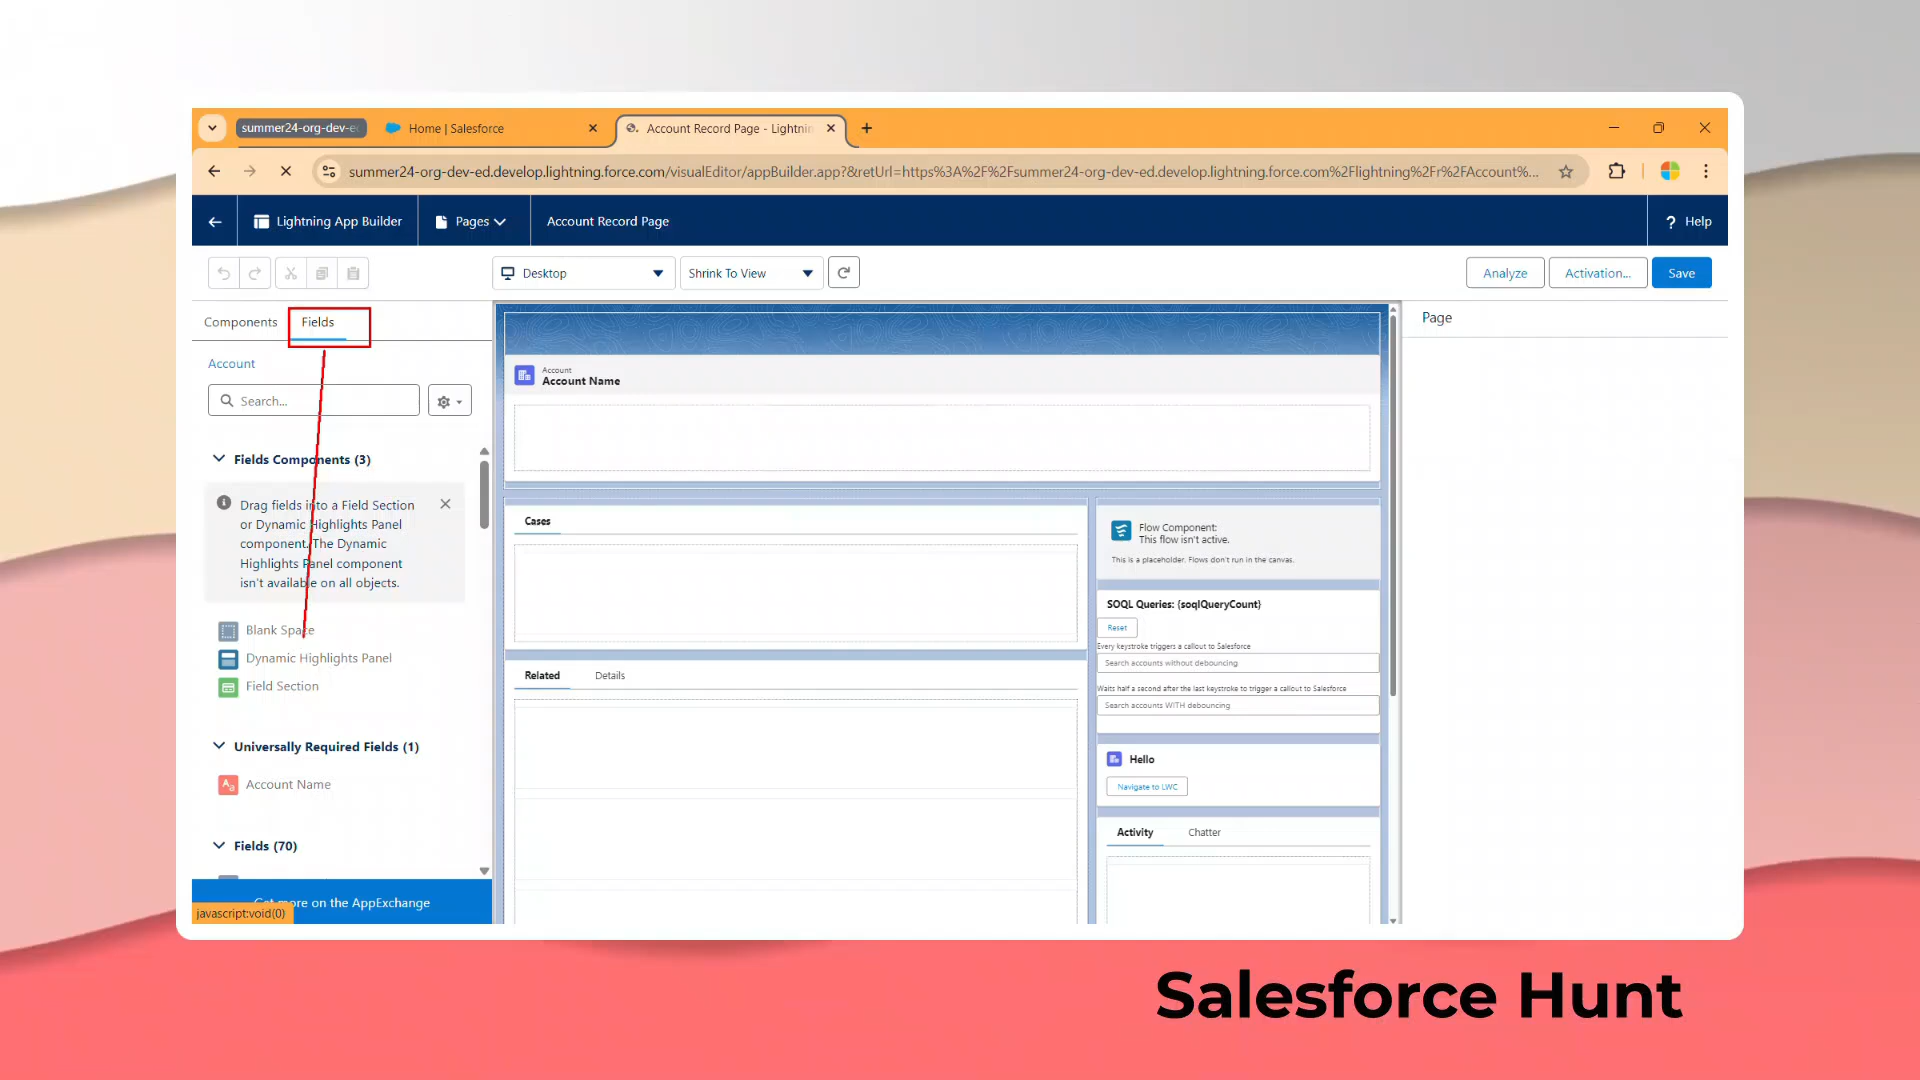 summer24-org-dev-e
Home | Salesforce
Account Record Page - Lightnin
summer24-org-dev-ed.develop.lightning.force.com/visualEditor/appBuilder.app?&retUrl=https%3A%2F%2Fsummer24-org-dev-ed.develop.lightning.force.com%2Flightning%2Fr%2FAccount%...
Lightning App Builder
Pages
Account Record Page
? Help
Desktop
Shrink To View
Analyze
Activation...
Save
Components
Fields
Account
Search...
Fields Components (3)
Drag fields into a Field Section
or Dynamic Highlights Panel
component. The Dynamic
Highlights Panel component
isn't available on all objects.
Blank Space
Dynamic Highlights Panel
Field Section
Universally Required Fields (1)
Aa Account Name
Fields (70)
Get more on the AppExchange
javascript:void(0)
Account
Account Name
Cases
Related
Details
Flow Component:
This flow isn't active.
This is a placeholder. Flows don't run in the canvas.
SOQL Queries: {soqlQueryCount}
Reset
Every keystroke triggers a callout to Salesforce
Search accounts without debouncing
Waits half a second after the last keystroke to trigger a callout to Salesforce
Search accounts WITH debouncing
Hello
Navigate to LWC
Activity
Chatter
Page
Salesforce Hunt